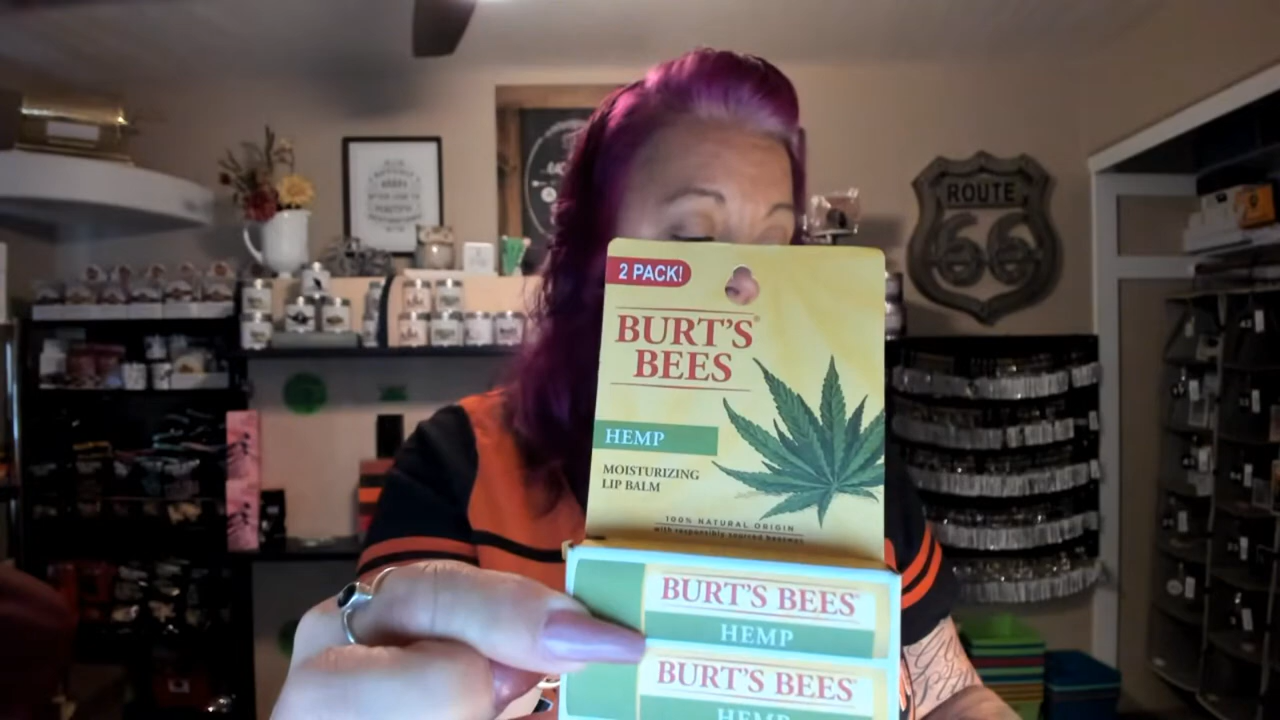 ROUTE
66
2 PACK!
BURT'S
BEES
HEMP
MOISTURIZING
LIP BALM
100% NATURAL ORIGIN
with responsibly sourced beeswax
BURT'S BEES
HEMP
BURT'S BEES
HEMP